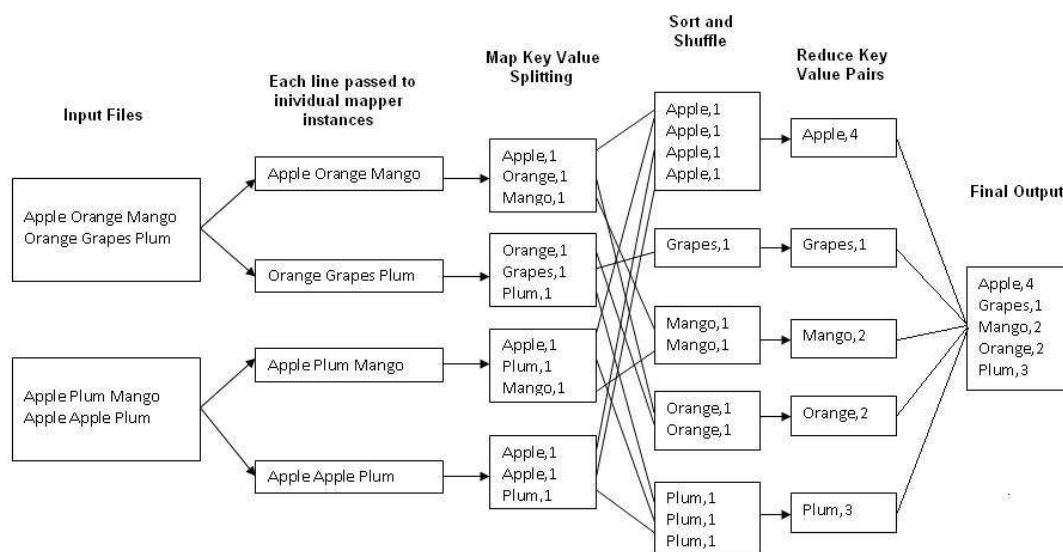 Input Files
Each line passed to
inividual mapper
instances
Map Key Value
Splitting
Sort and
Shuffle
Reduce Key
Value Pairs
Final Output
Apple Orange Mango
Orange Grapes Plum
Apple Plum Mango
Apple Apple Plum
Apple Orange Mango
Orange Grapes Plum
Apple Plum Mango
Apple Apple Plum
Apple,1
Orange,1
Mango,1
Orange,1
Grapes,1
Plum,1
Apple,1
Plum,1
Mango,1
Apple,1
Apple,1
Plum,1
Apple,1
Apple,1
Apple,1
Apple,1
Grapes,1
Mango,1
Mango,1
Orange,1
Orange,1
Plum,1
Plum,1
Plum,1
Apple,4
Grapes,1
Mango,2
Orange,2
Plum,3
Apple,4
Grapes,1
Mango,2
Orange,2
Plum,3